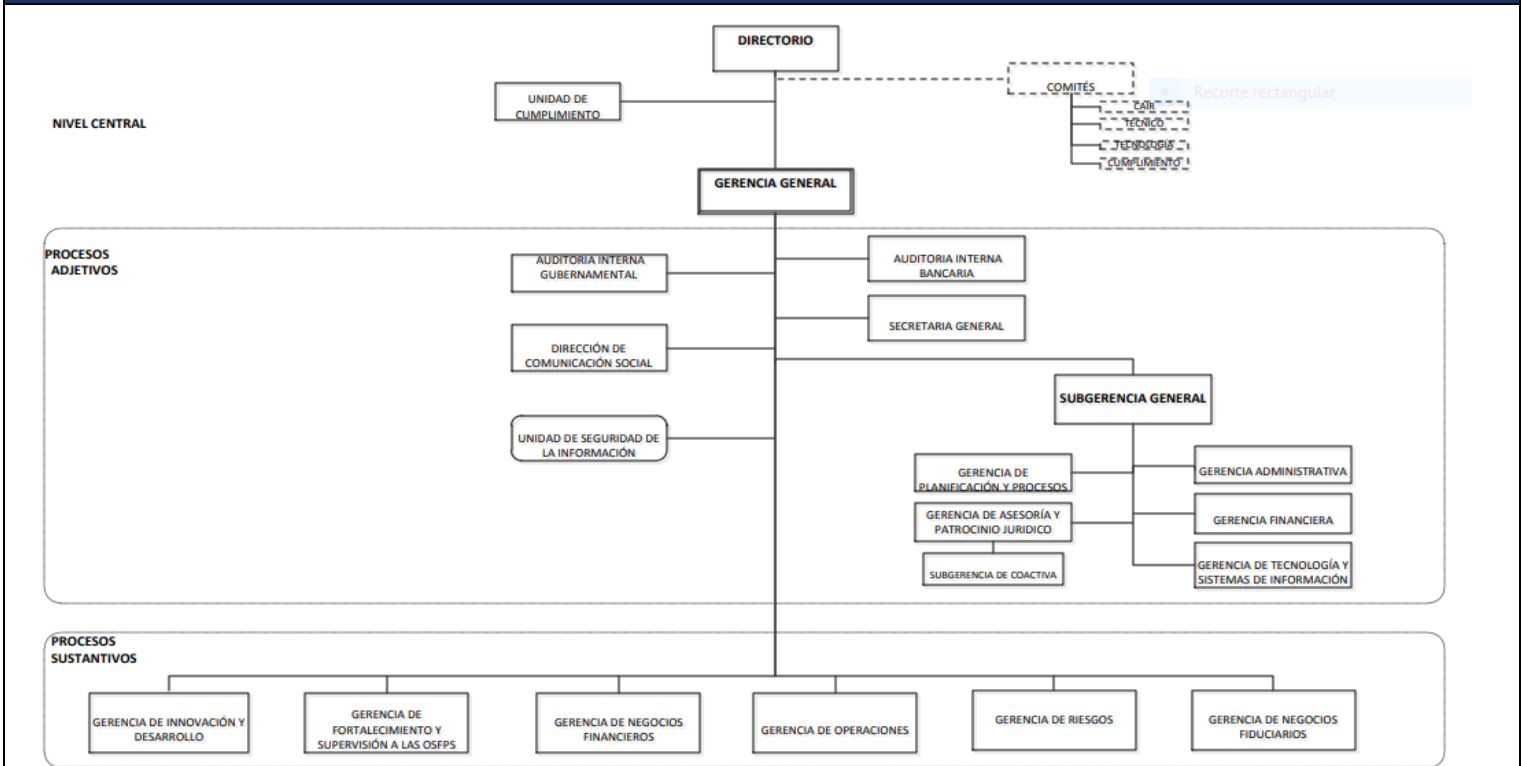 DIRECTORIO
UNIDAD DE
CUMPLIMIENTO
COMITÉS
Recorte rectangular
CAIR
TECNICO
TECNOLOGÍA
CUMPLIMIENTO
NIVEL CENTRAL
GERENCIA GENERAL
PROCESOS
ADJETIVOS
AUDITORIA INTERNA
GUBERNAMENTAL
AUDITORIA INTERNA
BANCARIA
SECRETARIA GENERAL
DIRECCIÓN DE
COMUNICACIÓN SOCIAL
SUBGERENCIA GENERAL
UNIDAD DE SEGURIDAD DE
LA INFORMACIÓN
GERENCIA DE
PLANIFICACIÓN Y PROCESOS
GERENCIA ADMINISTRATIVA
GERENCIA DE ASESORÍA Y
PATROCINIO JURIDICO
GERENCIA FINANCIERA
SUBGERENCIA DE COACTIVA
GERENCIA DE TECNOLOGÍA Y
SISTEMAS DE INFORMACIÓN
PROCESOS
SUSTANTIVOS
GERENCIA DE INNOVACIÓN Y
DESARROLLO
GERENCIA DE
FORTALECIMIENTO Y
SUPERVISIÓN A LAS OSFPS
GERENCIA DE NEGOCIOS
FINANCIEROS
GERENCIA DE OPERACIONES
GERENCIA DE RIESGOS
GERENCIA DE NEGOCIOS
FIDUCIARIOS